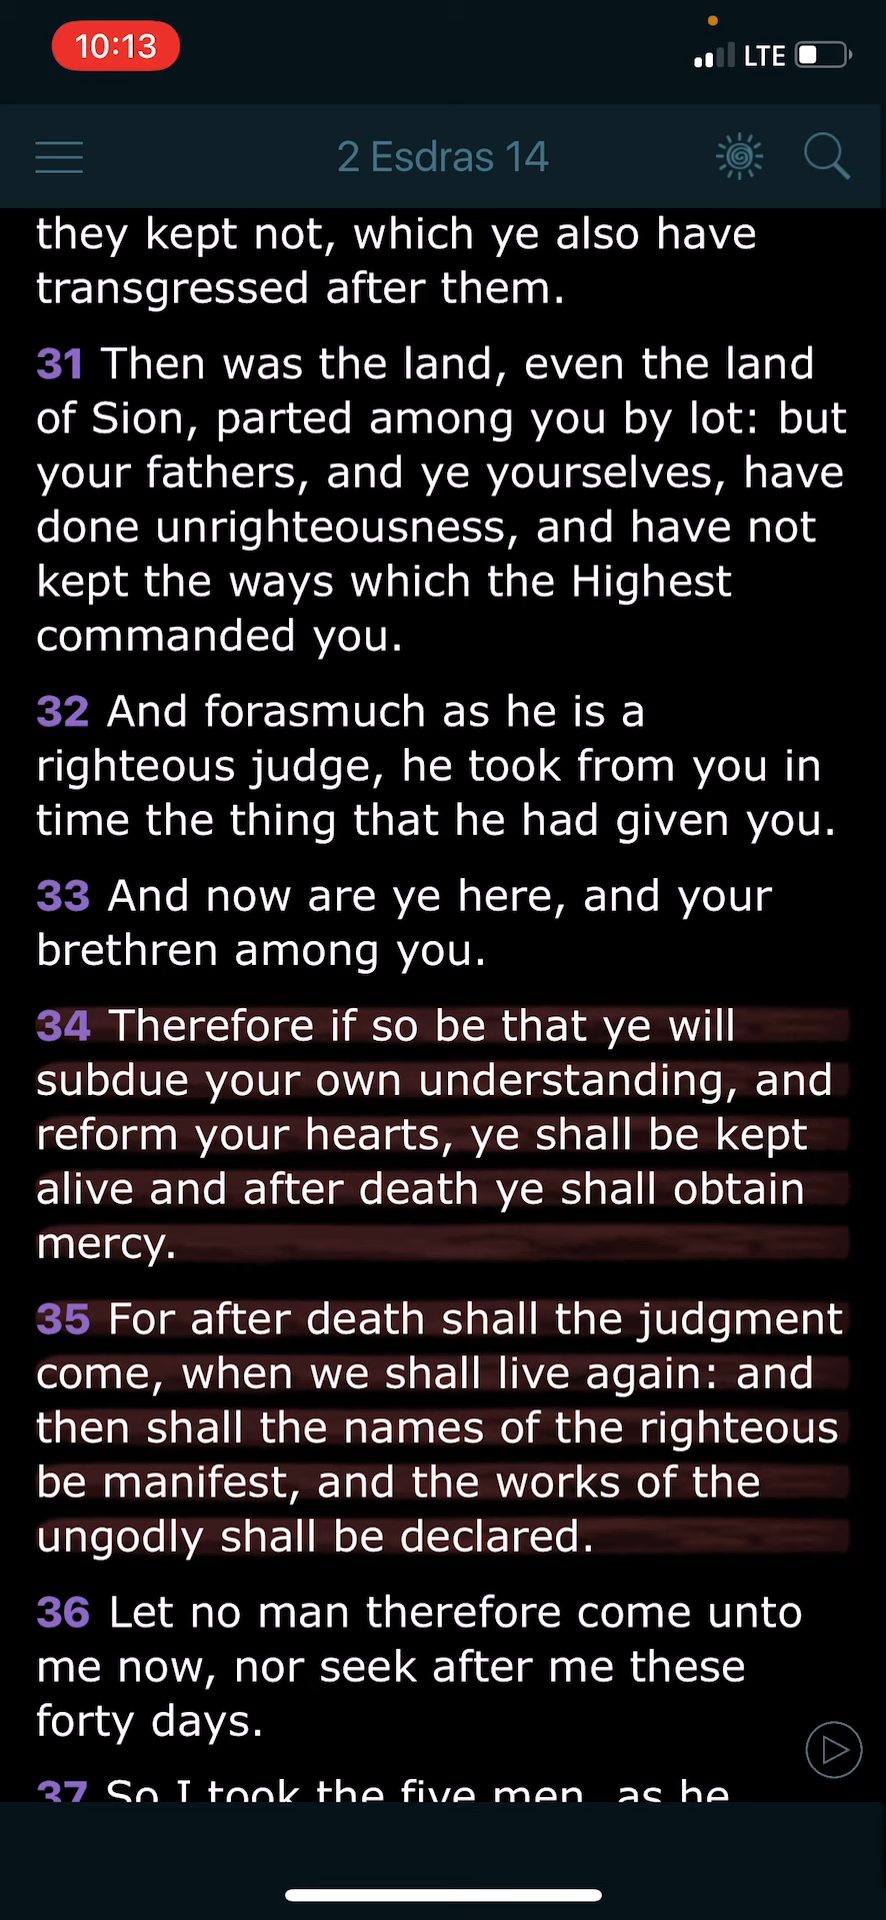 10:13
LTE
2 Esdras 14
they kept not, which ye also have
transgressed after them.
31 Then was the land, even the land
of Sion, parted among you by lot: but
your fathers, and ye yourselves, have
done unrighteousness, and have not
kept the ways which the Highest
commanded you.
32 And forasmuch as he is a
righteous judge, he took from you in
time the thing that he had given you.
33 And now are ye here, and your
brethren among you.
34 Therefore if so be that ye will
subdue your own understanding, and
reform your hearts, ye shall be kept
alive and after death ye shall obtain
mercy.
35 For after death shall the judgment
come, when we shall live again: and
then shall the names of the righteous
be manifest, and the works of the
ungodly shall be declared.
36 Let no man therefore come unto
me now, nor seek after me these
forty days.
37 So I took the five men, as he